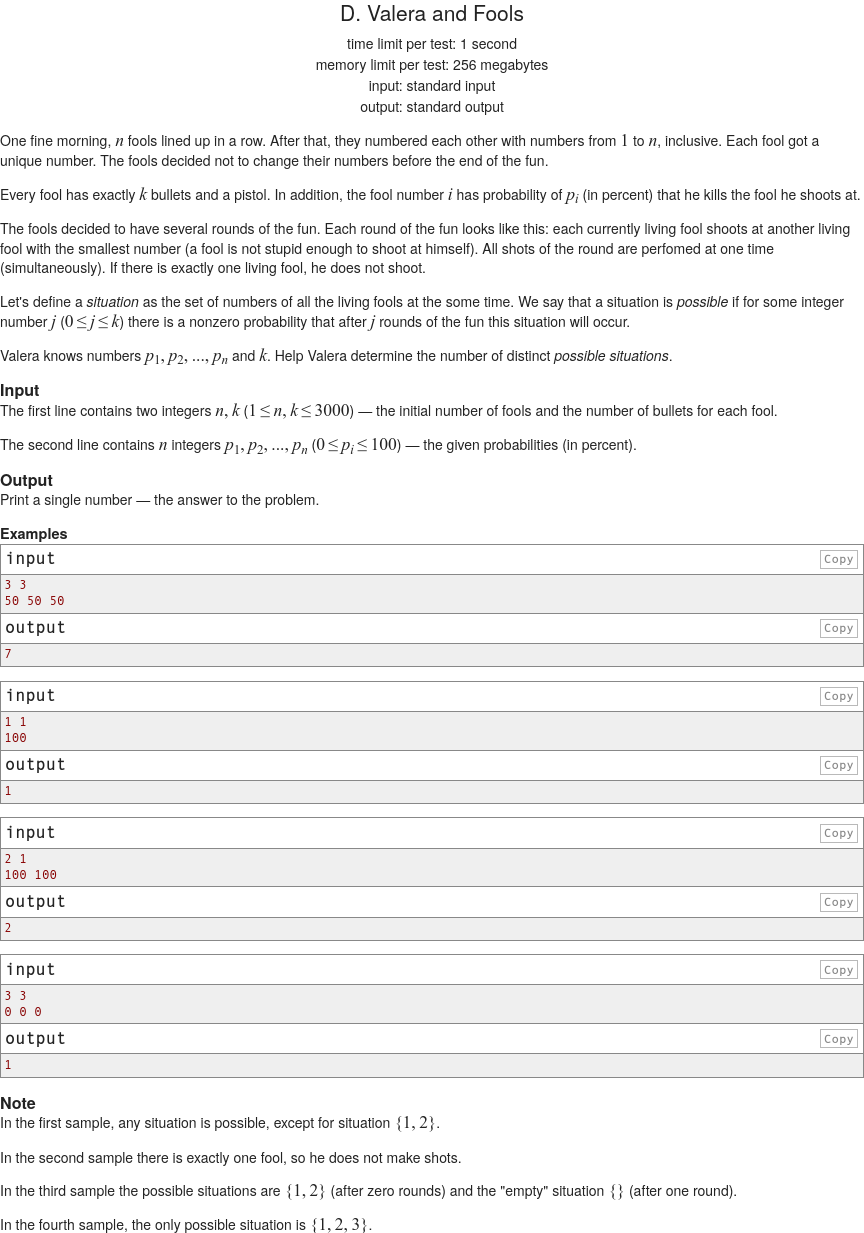 D. Valera and Fools
time limit per test: 1 second
memory limit per test: 256 megabytes
input: standard input
output: standard output
One fine morning, n fools lined up in a row. After that, they numbered each other with numbers from 1 to n, inclusive. Each fool got a
unique number. The fools decided not to change their numbers before the end of the fun.
Every fool has exactly k bullets and a pistol. In addition, the fool number i has probability of p_i (in percent) that he kills the fool he shoots at.
The fools decided to have several rounds of the fun. Each round of the fun looks like this: each currently living fool shoots at another living
fool with the smallest number (a fool is not stupid enough to shoot at himself). All shots of the round are perfomed at one time
(simultaneously). If there is exactly one living fool, he does not shoot.
Let's define a situation as the set of numbers of all the living fools at the some time. We say that a situation is possible if for some integer
number j (0 ≤ j ≤ k) there is a nonzero probability that after j rounds of the fun this situation will occur.
Valera knows numbers p_1, p_2, ..., p_n and k. Help Valera determine the number of distinct possible situations.
Input
The first line contains two integers n, k (1 ≤ n, k ≤ 3000) — the initial number of fools and the number of bullets for each fool.
The second line contains n integers p_1, p_2, ..., p_n (0 ≤ p_i ≤ 100) — the given probabilities (in percent).
Output
Print a single number — the answer to the problem.
Examples
input Copy
3 3
50 50 50
output Copy
7
input Copy
1 1
100
output Copy
1
input Copy
2 1
100 100
output Copy
2
input Copy
3 3
0 0 0
output Copy
1
Note
In the first sample, any situation is possible, except for situation {1, 2}.
In the second sample there is exactly one fool, so he does not make shots.
In the third sample the possible situations are {1, 2} (after zero rounds) and the "empty" situation {} (after one round).
In the fourth sample, the only possible situation is {1, 2, 3}.